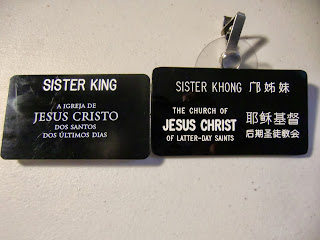 SISTER KING
A IGREJA DE
JESUS CRISTO
DOS SANTOS
DOS ÚLTIMOS DIAS
SISTER KHONG 邝姊妹
THE CHURCH OF
JESUS CHRIST
OF LATTER-DAY SAINTS
耶稣基督
后期圣徒教会